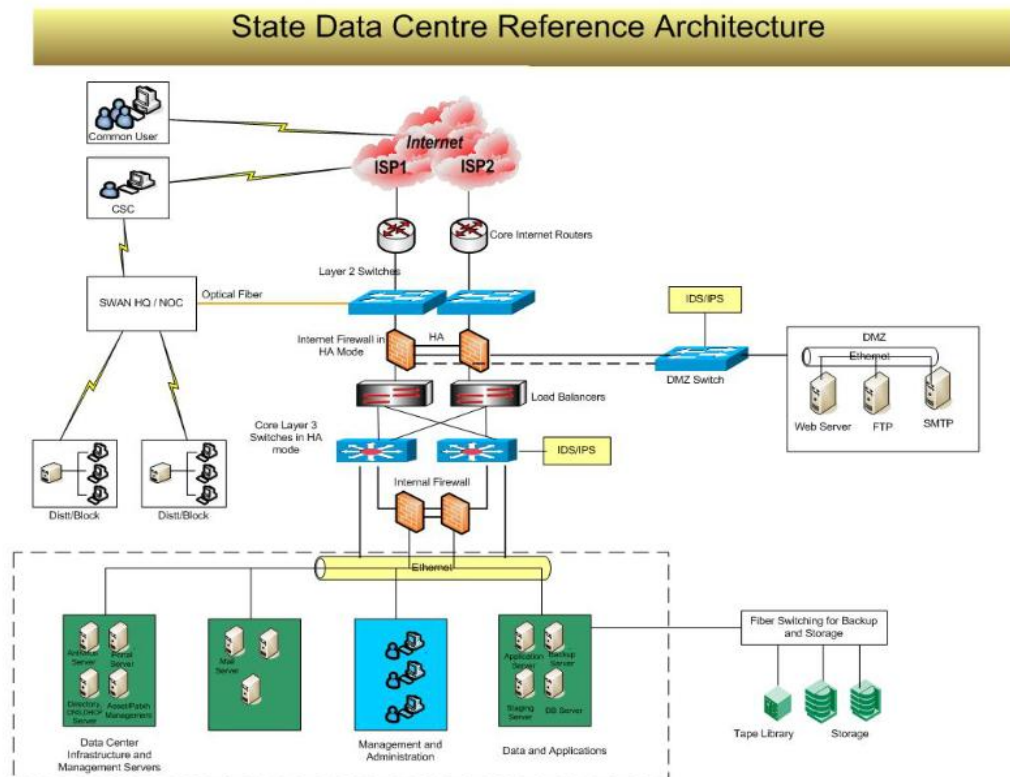 State Data Centre Reference Architecture
Common User
Internet
ISP1
ISP2
CSC
Core Internet Routers
Layer 2 Switches
SWAN HQ / NOC
Optical Fiber
IDS/IPS
Internet Firewall in
HA Mode
HA
DMZ
Ethernet
DMZ Switch
Web Server
FTP
SMTP
Load Balancers
Core Layer 3
Switches in HA
mode
IDS/IPS
Internal Firewall
Distt/Block
Distt/Block
Ethernet
Antivirus
Server
Portal
Server
Directory,
DNS,DHCP
Server
Asset/Patch
Management
Mail
Server
Application
Server
Backup
Server
Staging
Server
DB Server
Fiber Switching for Backup
and Storage
Tape Library
Storage
Data Center
Infrastructure and
Management Servers
Management and
Administration
Data and Applications